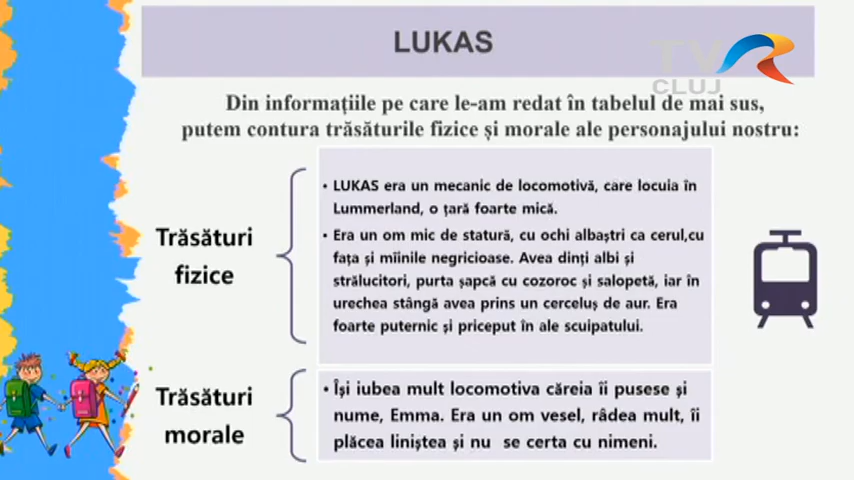 LUKAS
TVR
CLUJ
Din informațiile pe care le-am redat în tabelul de mai sus,
putem contura trăsăturile fizice și morale ale personajului nostru:
Trăsături
fizice
• LUKAS era un mecanic de locomotivă, care locuia în
Lummerland, o țară foarte mică.
• Era un om mic de statură, cu ochi albaștri ca cerul,cu
fața și mîinile negricioase. Avea dinți albi și
strălucitori, purta șapcă cu cozoroc și salopetă, iar în
urechea stângă avea prins un cerceluș de aur. Era
foarte puternic și priceput în ale scuipatului.
Trăsături
morale
• Își iubea mult locomotiva căreia îi pusese și
nume, Emma. Era un om vesel, râdea mult, îi
plăcea liniștea și nu se certa cu nimeni.